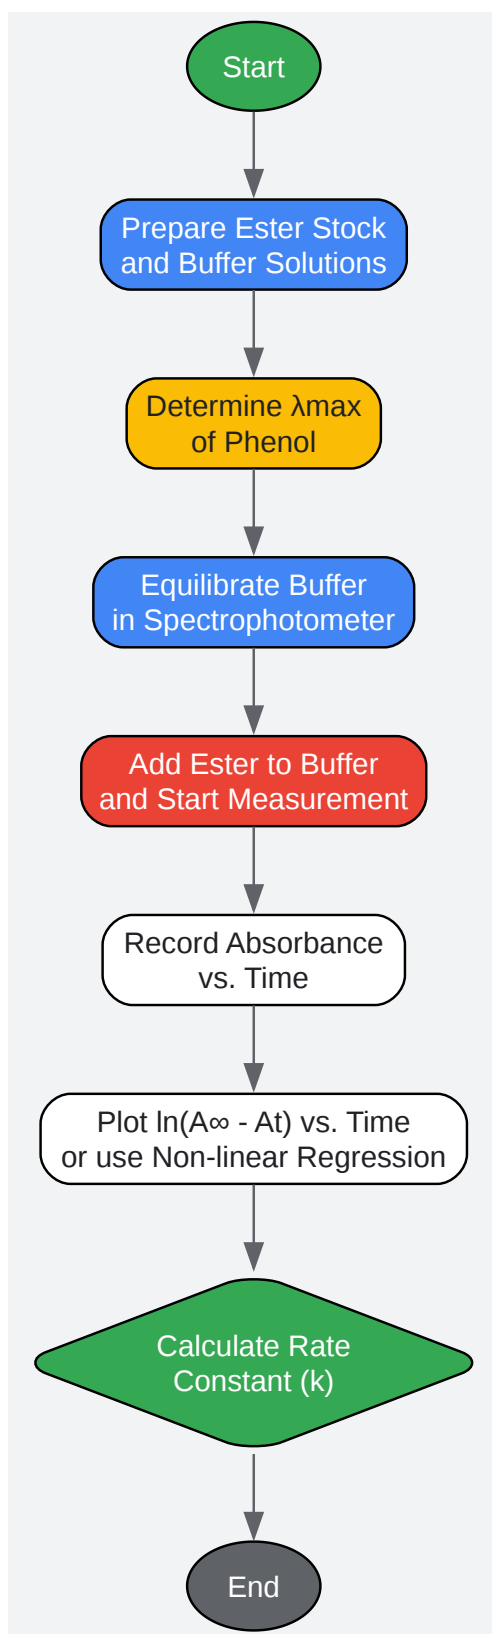 Start
Prepare Ester Stock
and Buffer Solutions
Determine λmax
of Phenol
Equilibrate Buffer
in Spectrophotometer
Add Ester to Buffer
and Start Measurement
Record Absorbance
vs. Time
Plot ln(A∞ - At) vs. Time
or use Non-linear Regression
Calculate Rate
Constant (k)
End